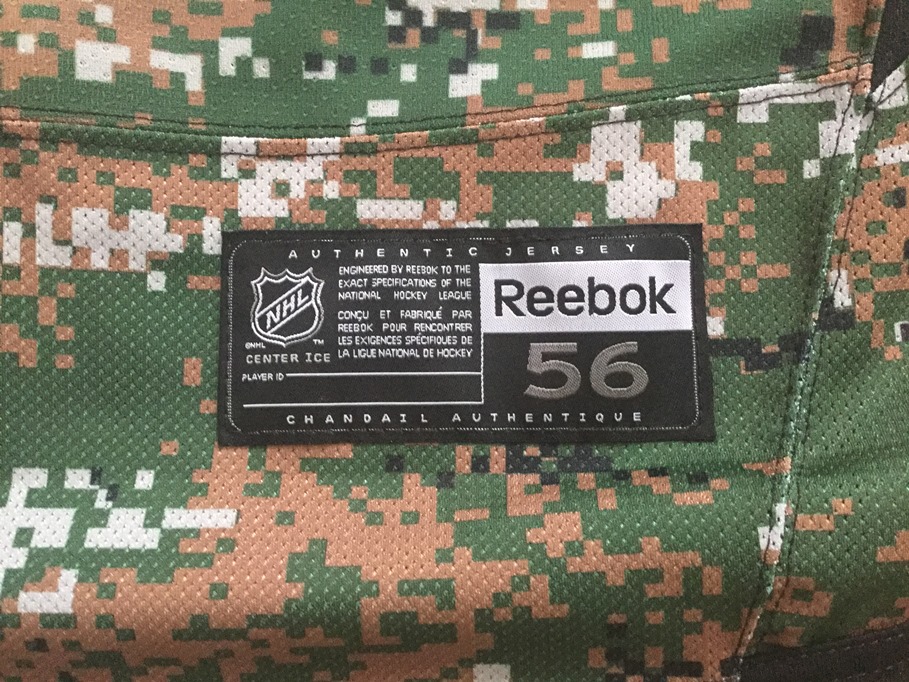 AUTHENTIC JERSEY
NHL
©NHL ™
CENTER ICE
ENGINEERED BY REEBOK TO THE
EXACT SPECIFICATIONS OF THE
NATIONAL HOCKEY LEAGUE
CONÇU ET FABRIQUÉ PAR
REEBOK POUR RENCONTRER
LES EXIGENCES SPÉCIFIQUES DE
LA LIGUE NATIONAL DE HOCKEY
PLAYER ID
Reebok
56
CHANDAIL AUTHENTIQUE